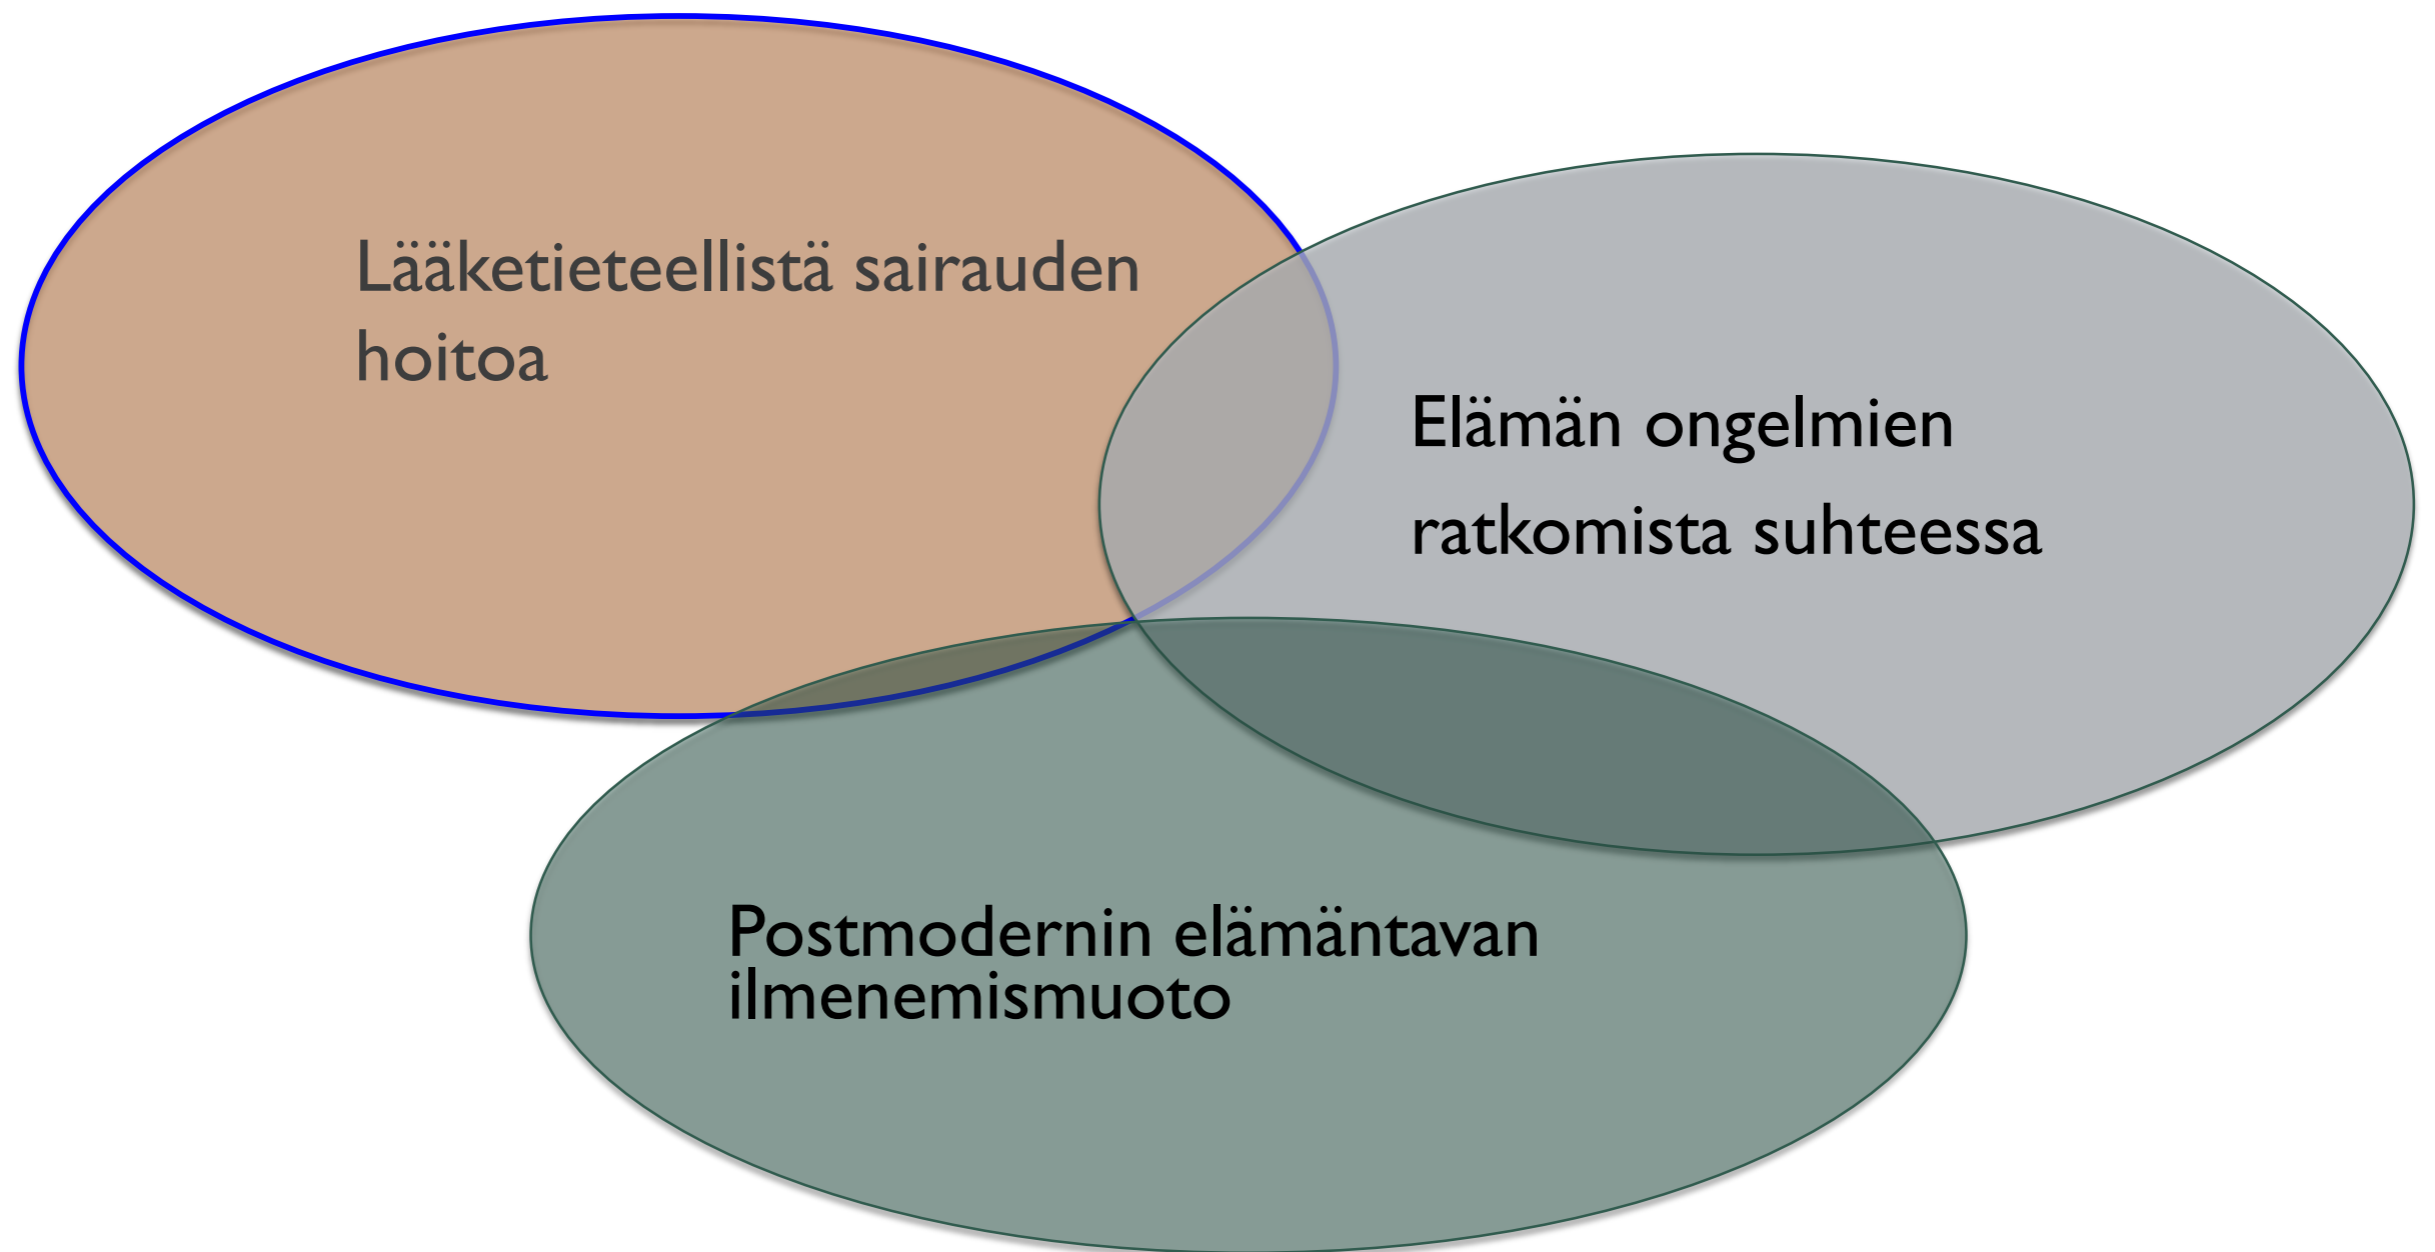 Lääketieteellistä sairauden
hoitoa
Elämän ongelmien
ratkomista suhteessa
Postmodernin elämäntavan
ilmenemismuoto